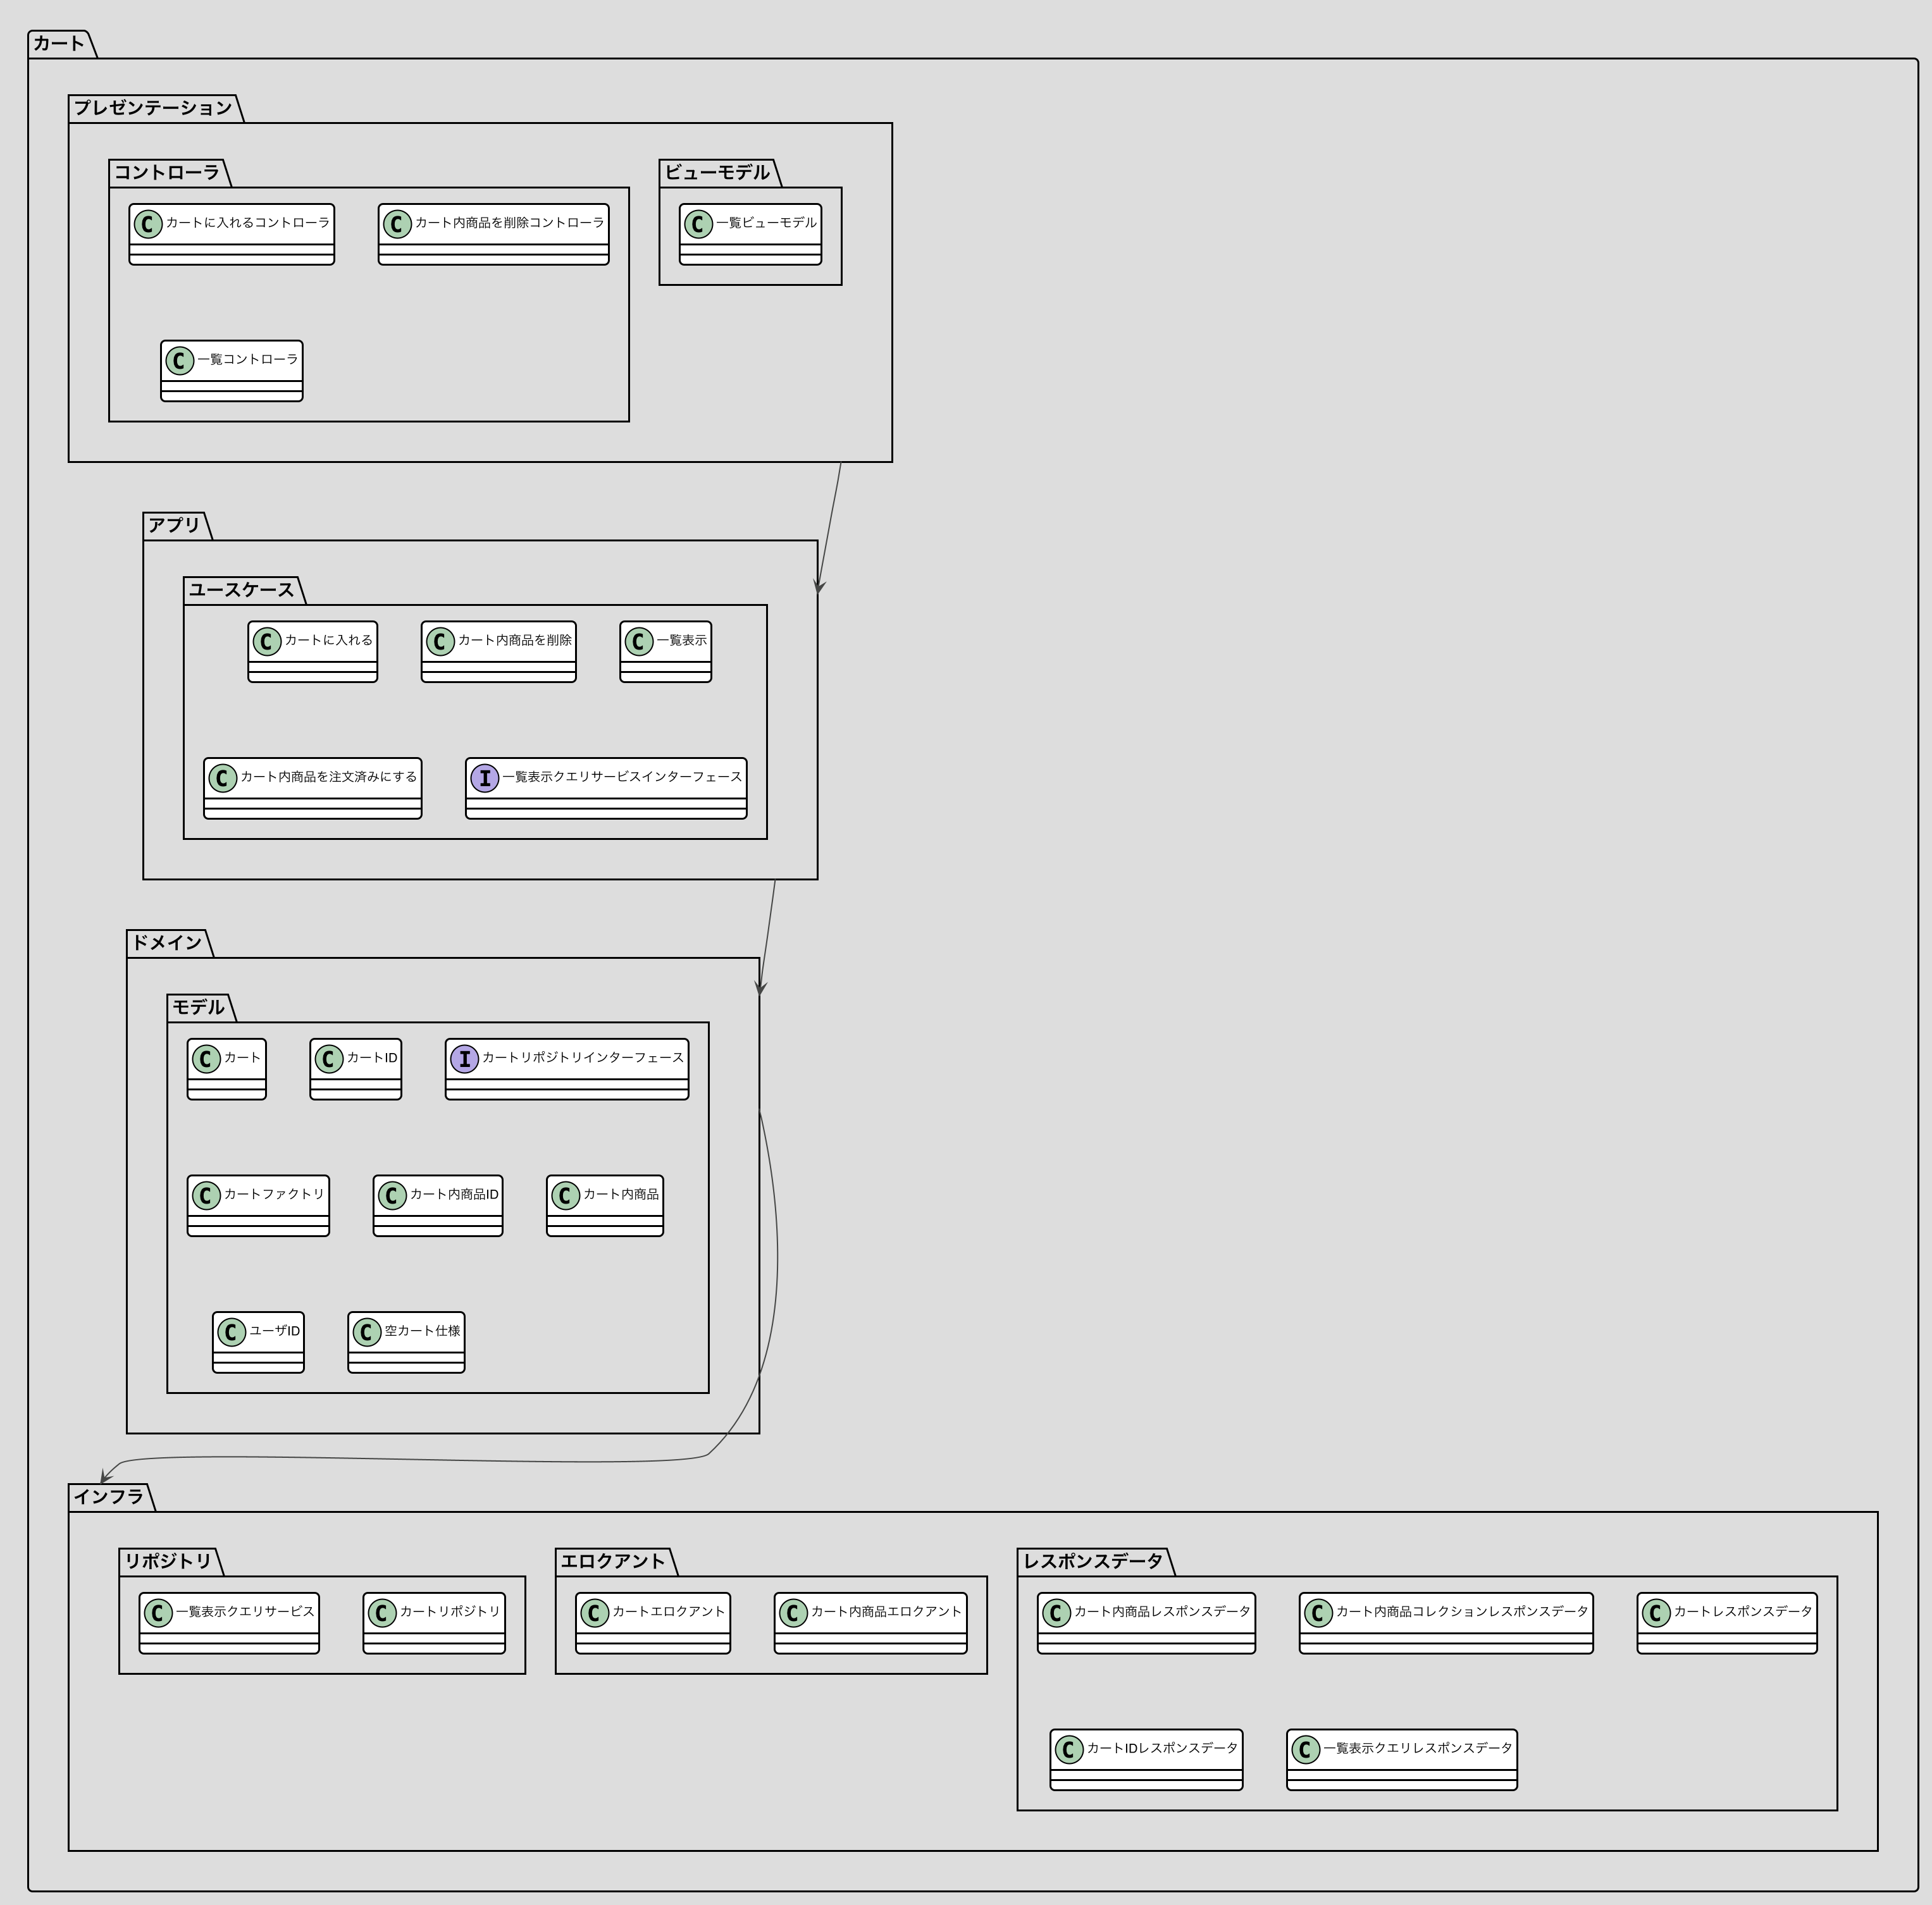 カート
プレゼンテーション
コントローラ
ビューモデル
C カートに入れるコントローラ
C カート内商品を削除コントローラ
C 一覧ビューモデル
C 一覧コントローラ
アプリ
ユースケース
C カートに入れる
C カート内商品を削除
C 一覧表示
C カート内商品を注文済みにする
I 一覧表示クエリサービスインターフェース
ドメイン
モデル
C カート
C カートID
I カートリポジトリインターフェース
C カートファクトリ
C カート内商品ID
C カート内商品
C ユーザID
C 空カート仕様
インフラ
リポジトリ
エロクアント
レスポンスデータ
C 一覧表示クエリサービス
C カートリポジトリ
C カートエロクアント
C カート内商品エロクアント
C カート内商品レスポンスデータ
C カート内商品コレクションレスポンスデータ
C カートレスポンスデータ
C カートIDレスポンスデータ
C 一覧表示クエリレスポンスデータ